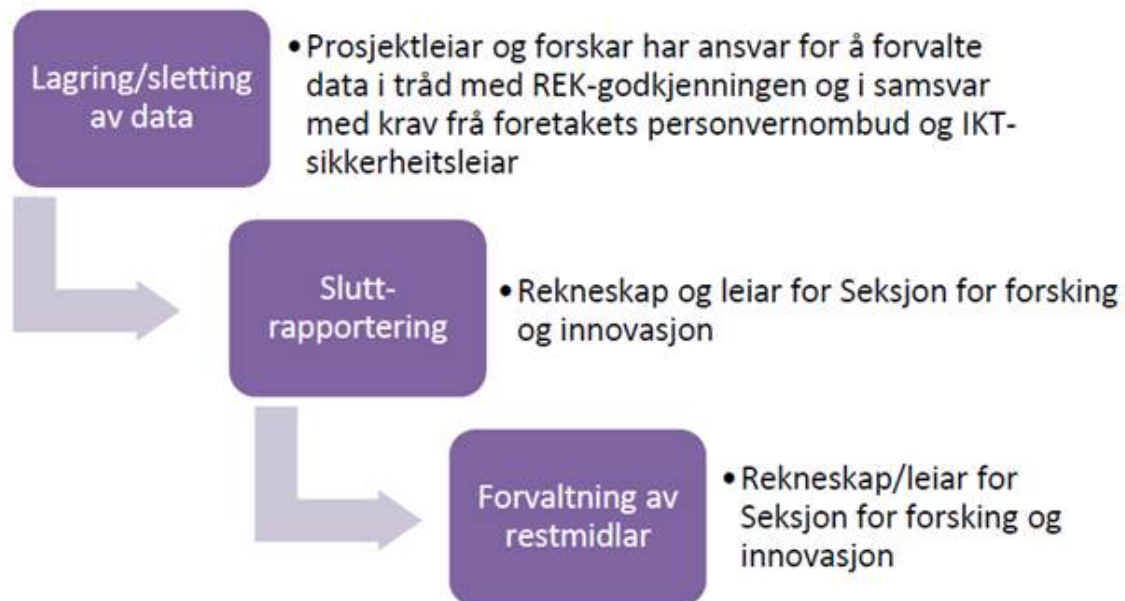 Lagring/sletting
av data
• Prosjektleiar og forskar har ansvar for å forvalte
data i tråd med REK-godkjenningen og i samsvar
med krav frå foretakets personvernombud og IKT-
sikkerheitsleiar
Slutt-
rapportering
• Rekneskap og leiar for Seksjon for forsking
og innovasjon
Forvaltning av
restmidlar
• Rekneskap/leiar for
Seksjon for forsking og
innovasjon